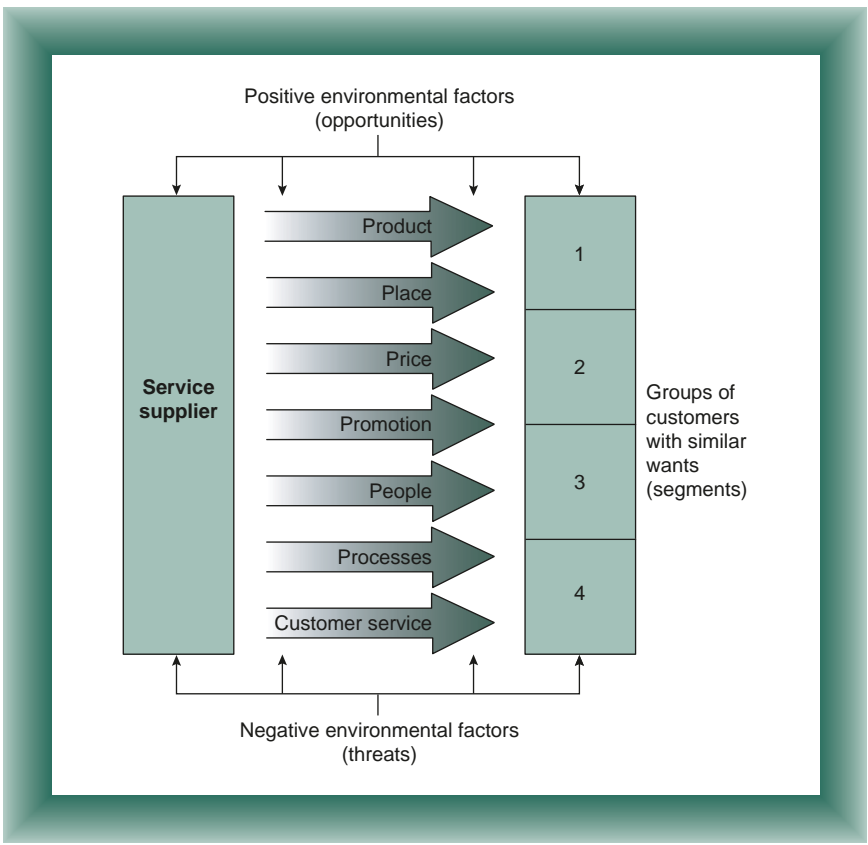 Positive environmental factors
(opportunities)
Service
supplier
Product
Place
Price
Promotion
People
Processes
Customer service
1
2
3
4
Groups of
customers
with similar
wants
(segments)
Negative environmental factors
(threats)